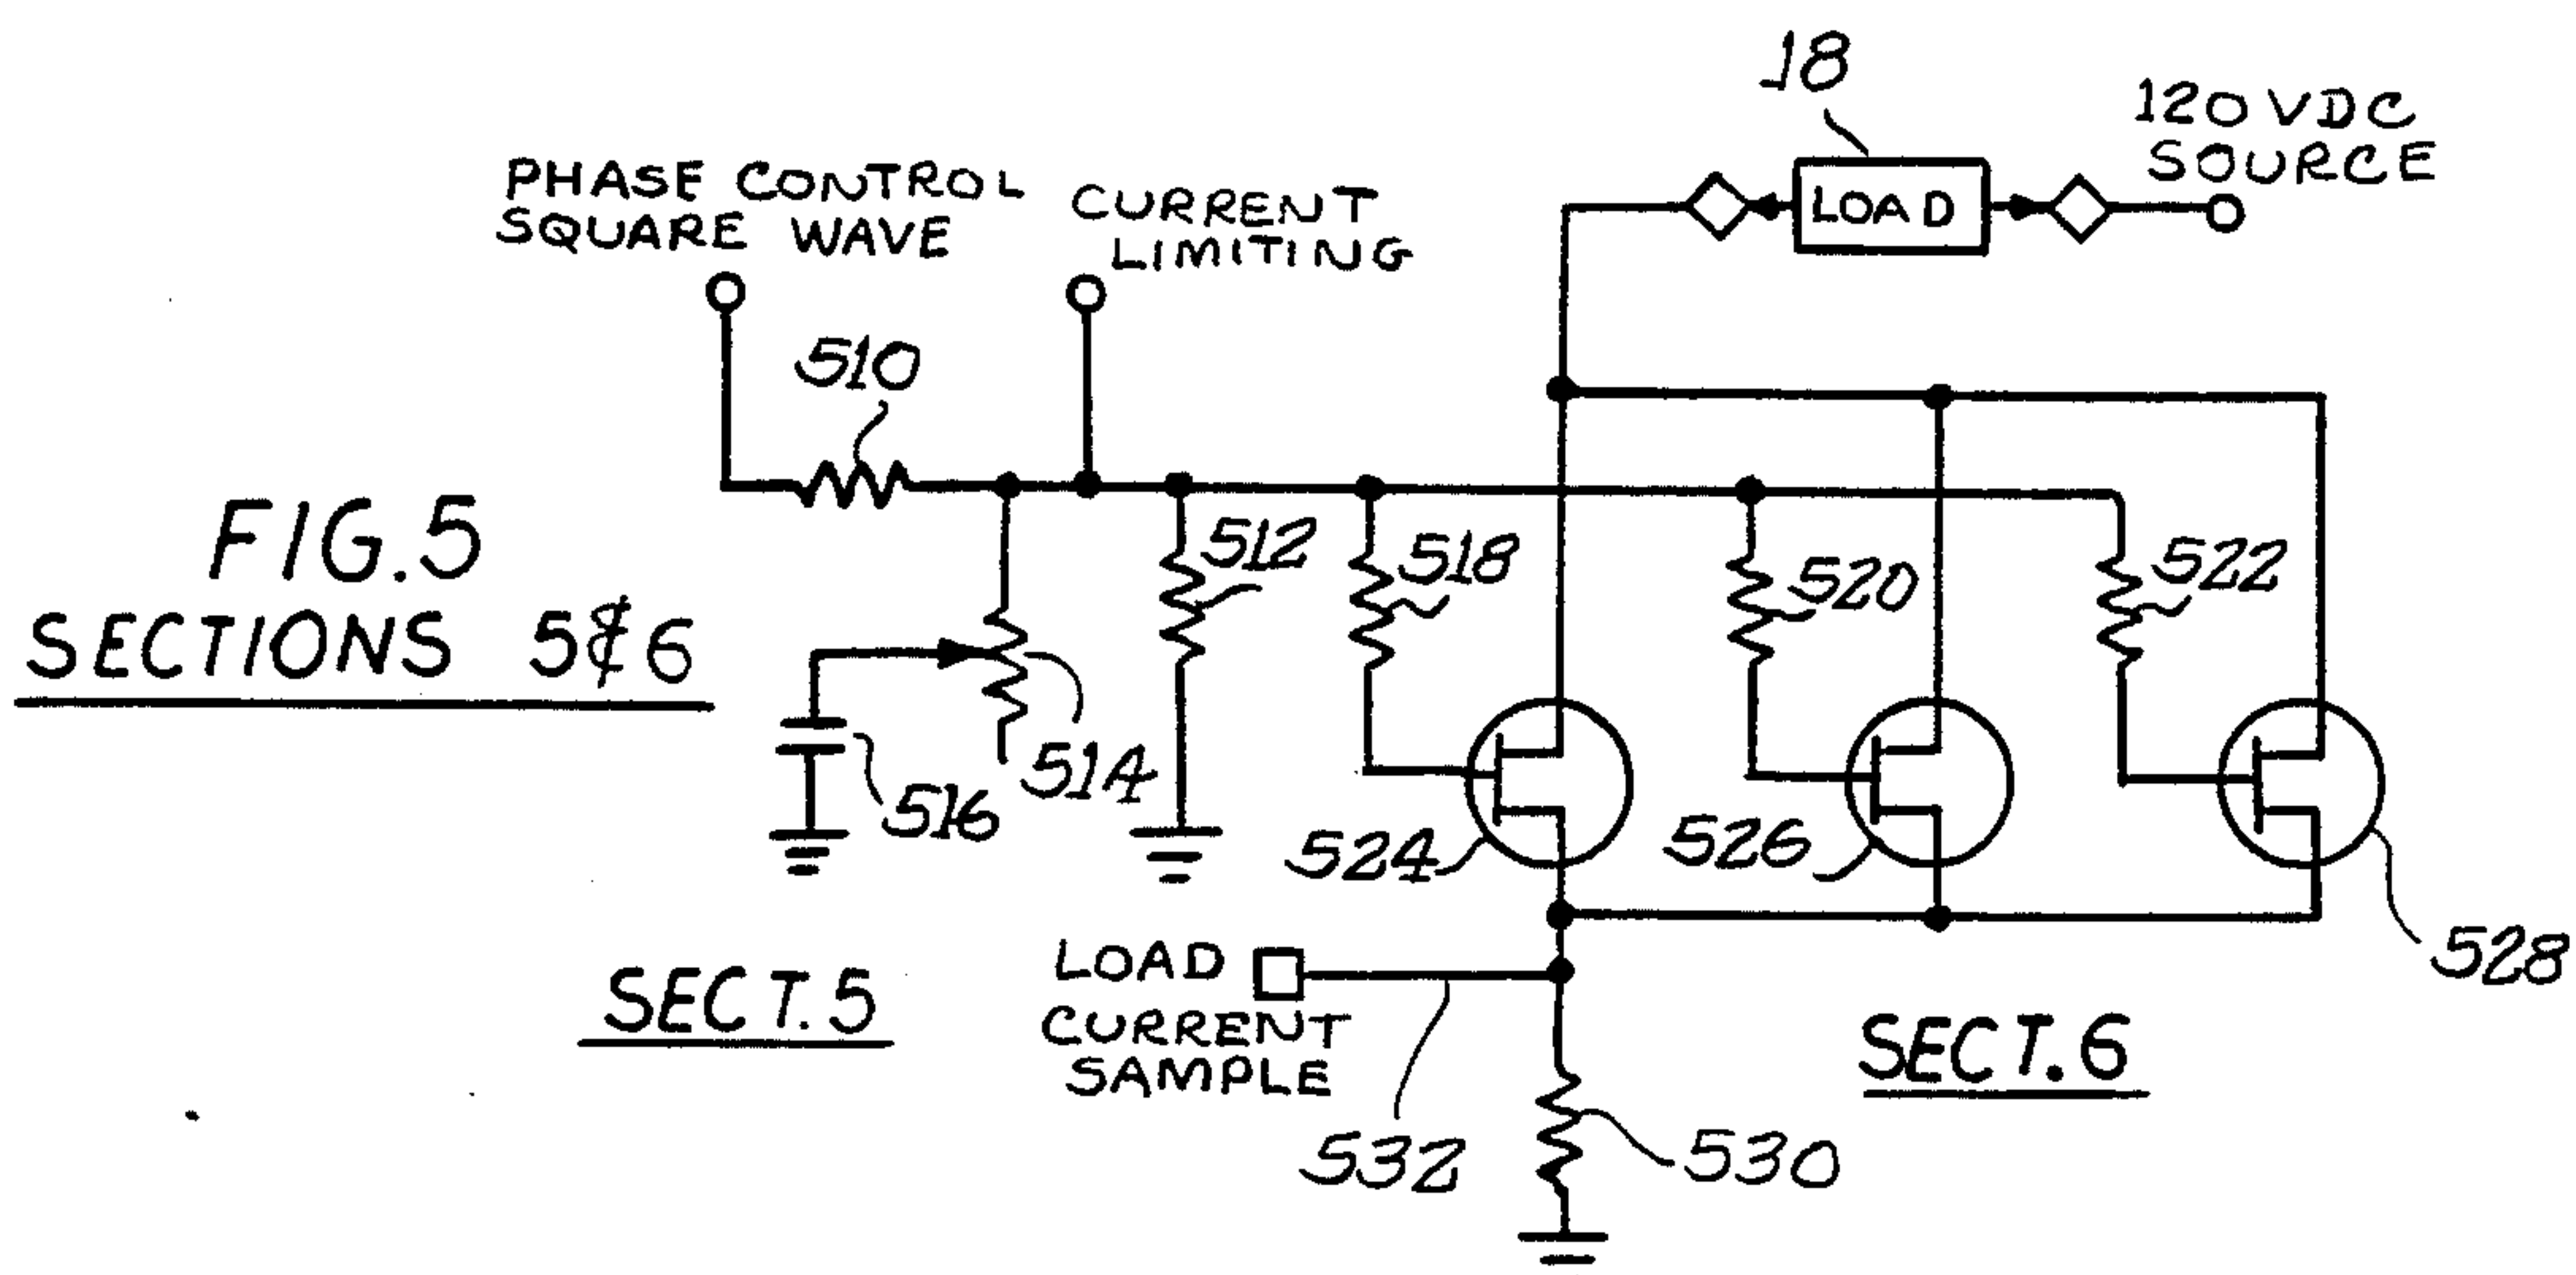 18
120 VDC
SOURCE
PHASE CONTROL
SQUARE WAVE
CURRENT
LIMITING
LOAD
510
FIG. 5
SECTIONS 5 & 6
512
518
520
522
514
516
524
526
528
LOAD
CURRENT
SAMPLE
SECT. 5
SECT. 6
532
530